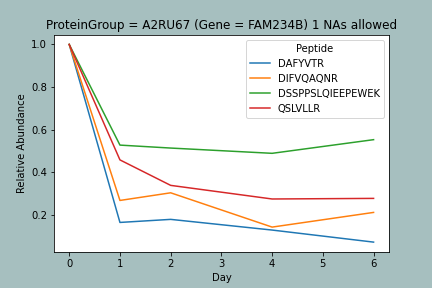 ProteinGroup = A2RU67 (Gene = FAM234B) 1 NAs allowed
Peptide
DAFYVTR
DIFVQAQNR
DSSPPSLQIEEPEWEK
QSLVLLR
Relative Abundance
1.0
0.8
0.6
0.4
0.2
0 1 2 3 4 5 6
Day